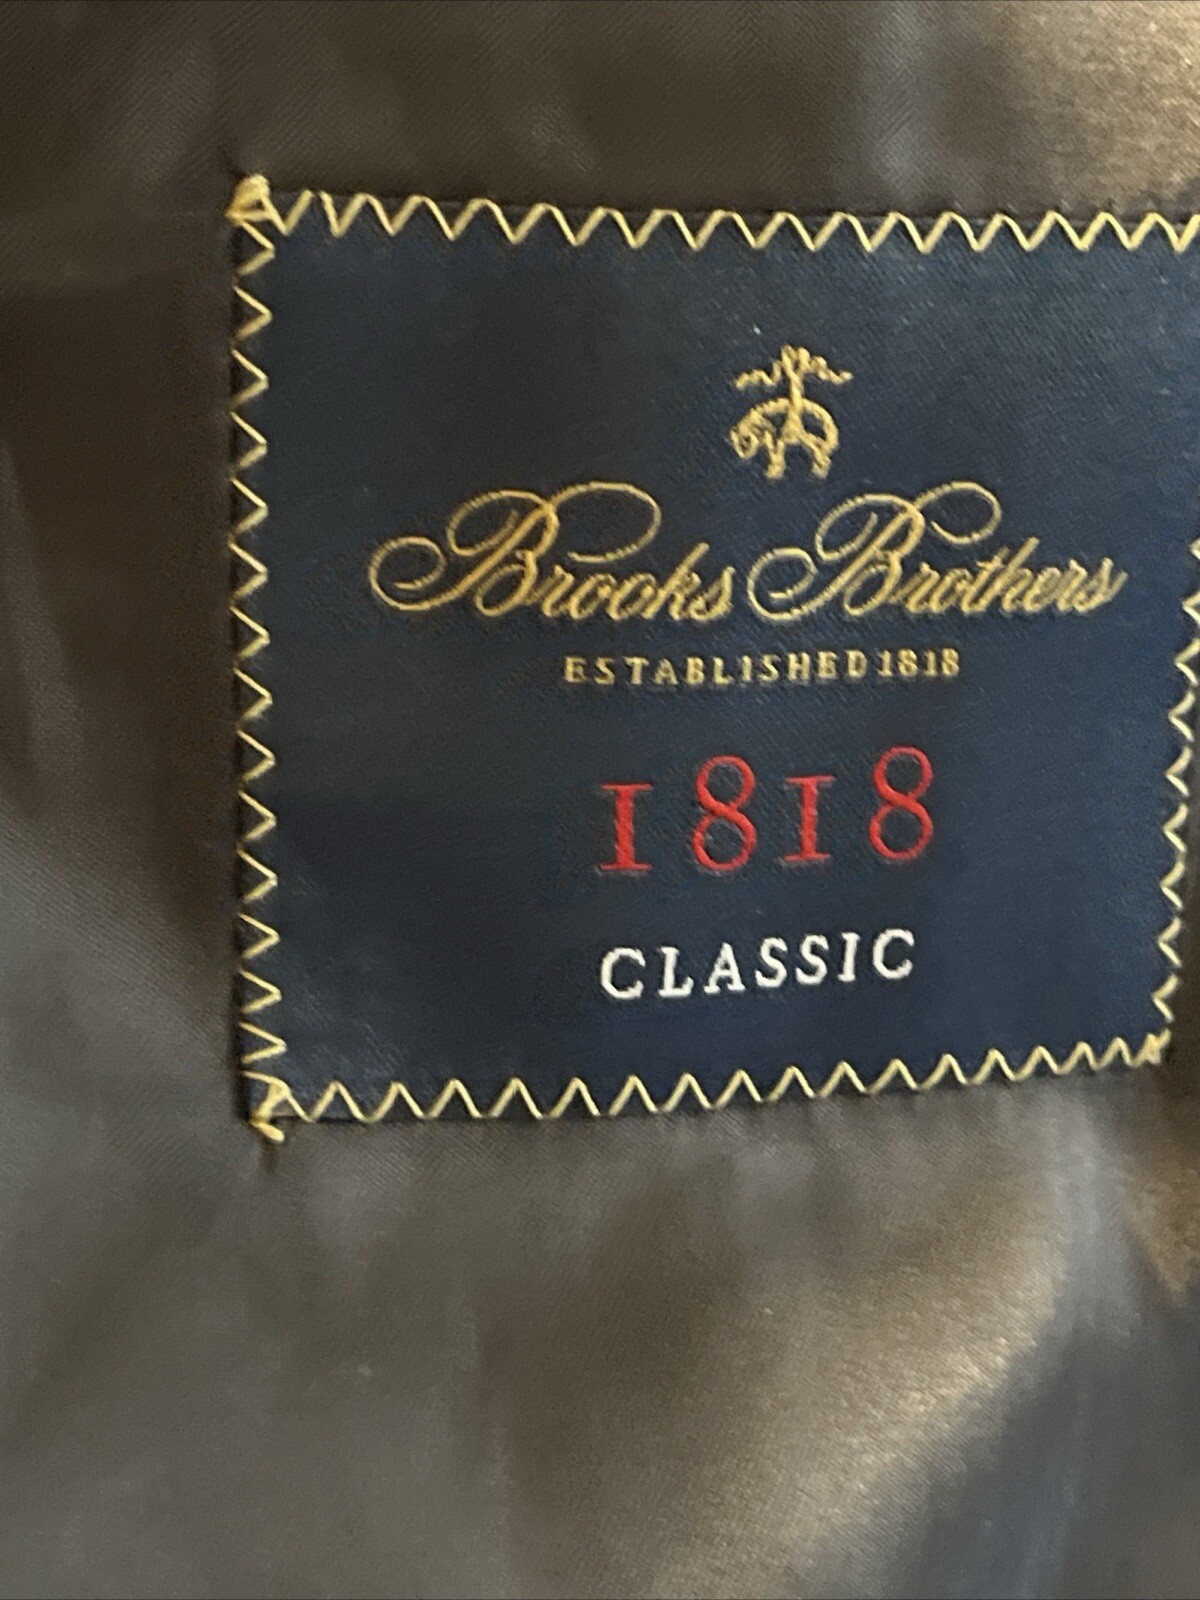 Brooks Brothers
ESTABLISHED 1818
1818
CLASSIC